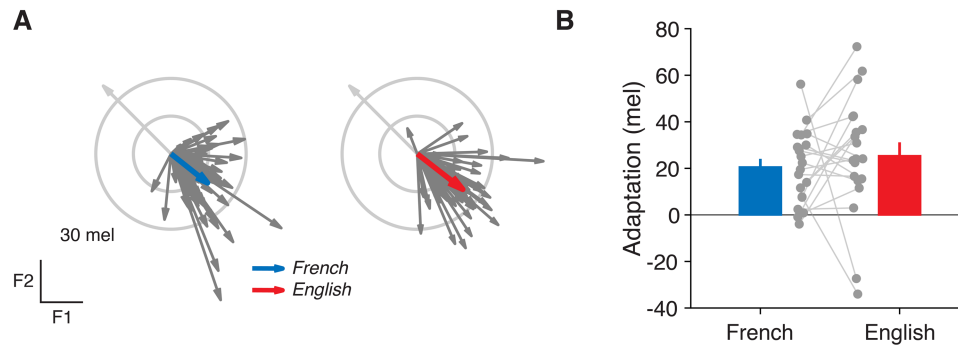 A
30 mel
F2
F1
French
English
B
Adaptation (mel)
80
60
40
20
0
-20
-40
French
English